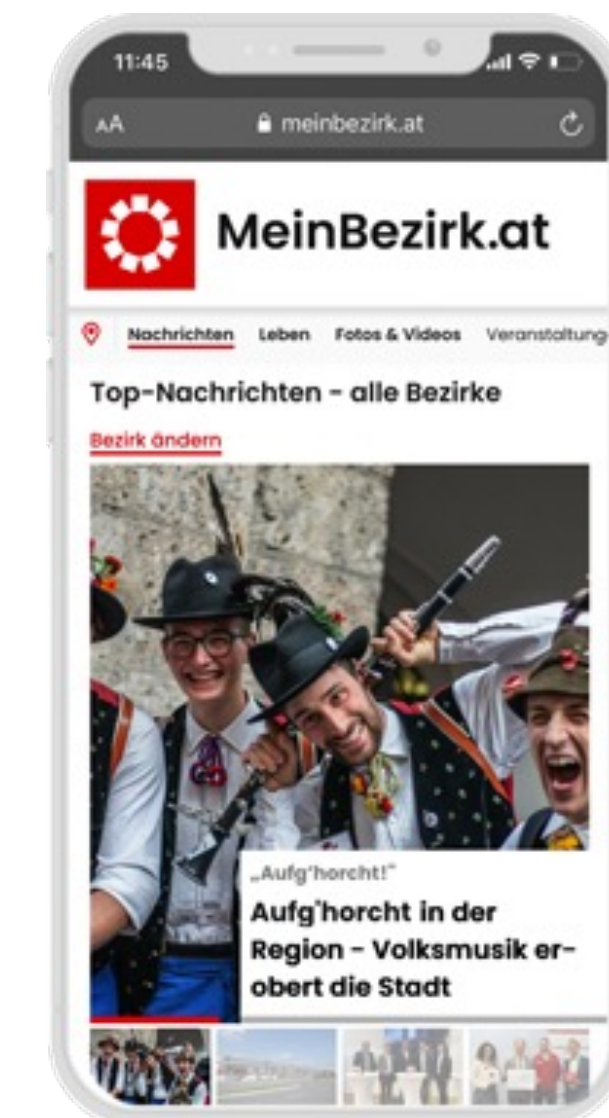 11:45
AA
meinbezirk.at
MeinBezirk.at
Nachrichten Leben Fotos & Videos Veranstaltung
Top-Nachrichten - alle Bezirke
Bezirk ändern
„Aufg'horcht!"
Aufg'horcht in der
Region - Volksmusik er-
obert die Stadt